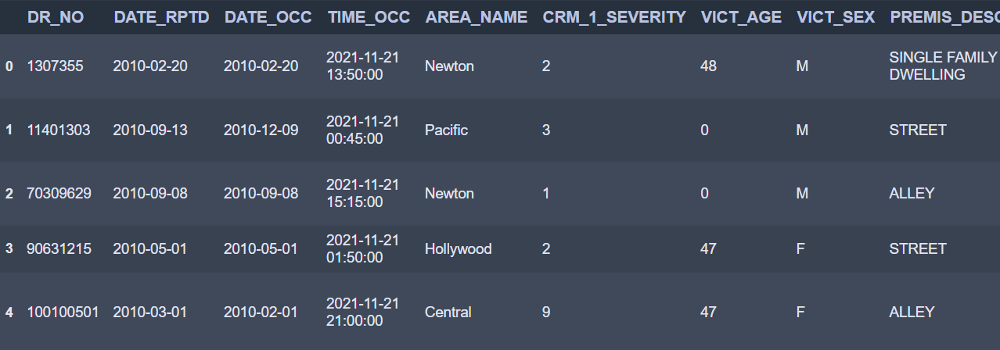 DR_NO DATE_RPTD DATE_OCC TIME_OCC AREA_NAME CRM_1_SEVERITY VICT_AGE VICT_SEX PREMIS_DESC
0 1307355 2010-02-20 2010-02-20 2021-11-21 13:50:00 Newton 2 48 M SINGLE FAMILY DWELLING
1 11401303 2010-09-13 2010-12-09 2021-11-21 00:45:00 Pacific 3 0 M STREET
2 70309629 2010-09-08 2010-09-08 2021-11-21 15:15:00 Newton 1 0 M ALLEY
3 90631215 2010-05-01 2010-05-01 2021-11-21 01:50:00 Hollywood 2 47 F STREET
4 100100501 2010-03-01 2010-02-01 2021-11-21 21:00:00 Central 9 47 F ALLEY